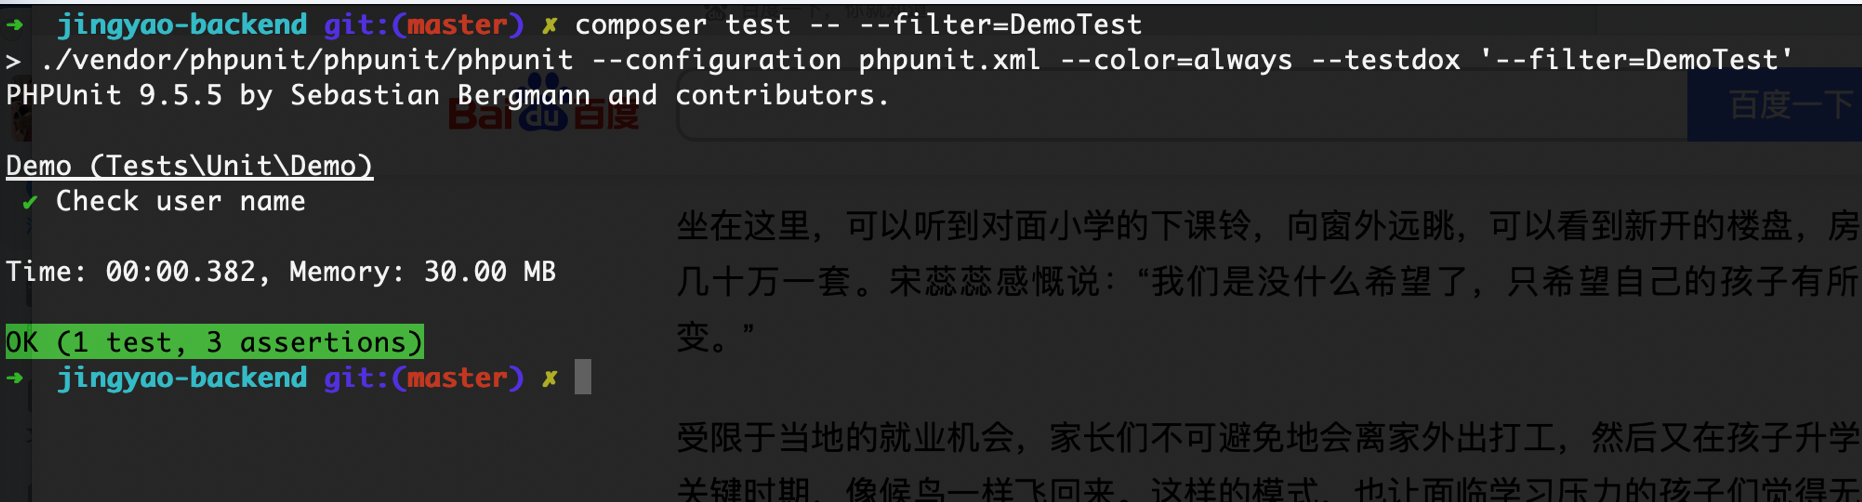 ➜ jingyao-backend git:(master) ✗ composer test -- --filter=DemoTest
> ./vendor/phpunit/phpunit/phpunit --configuration phpunit.xml --color=always --testdox '--filter=DemoTest'
PHPUnit 9.5.5 by Sebastian Bergmann and contributors.
Baidu百度
百度一下
Demo (Tests\Unit\Demo)
✔ Check user name
坐在这里，可以听到对面小学的下课铃，向窗外远眺，可以看到新开的楼盘，房
Time: 00:00.382, Memory: 30.00 MB
几十万一套。宋蕊蕊感慨说：“我们是没什么希望了，只希望自己的孩子有所
变。”
OK (1 test, 3 assertions)
➜ jingyao-backend git:(master) ✗
受限于当地的就业机会，家长们不可避免地会离家外出打工，然后又在孩子升学
关键时期，像候鸟一样飞回来。这样的模式，也让面临学习压力的孩子们觉得无